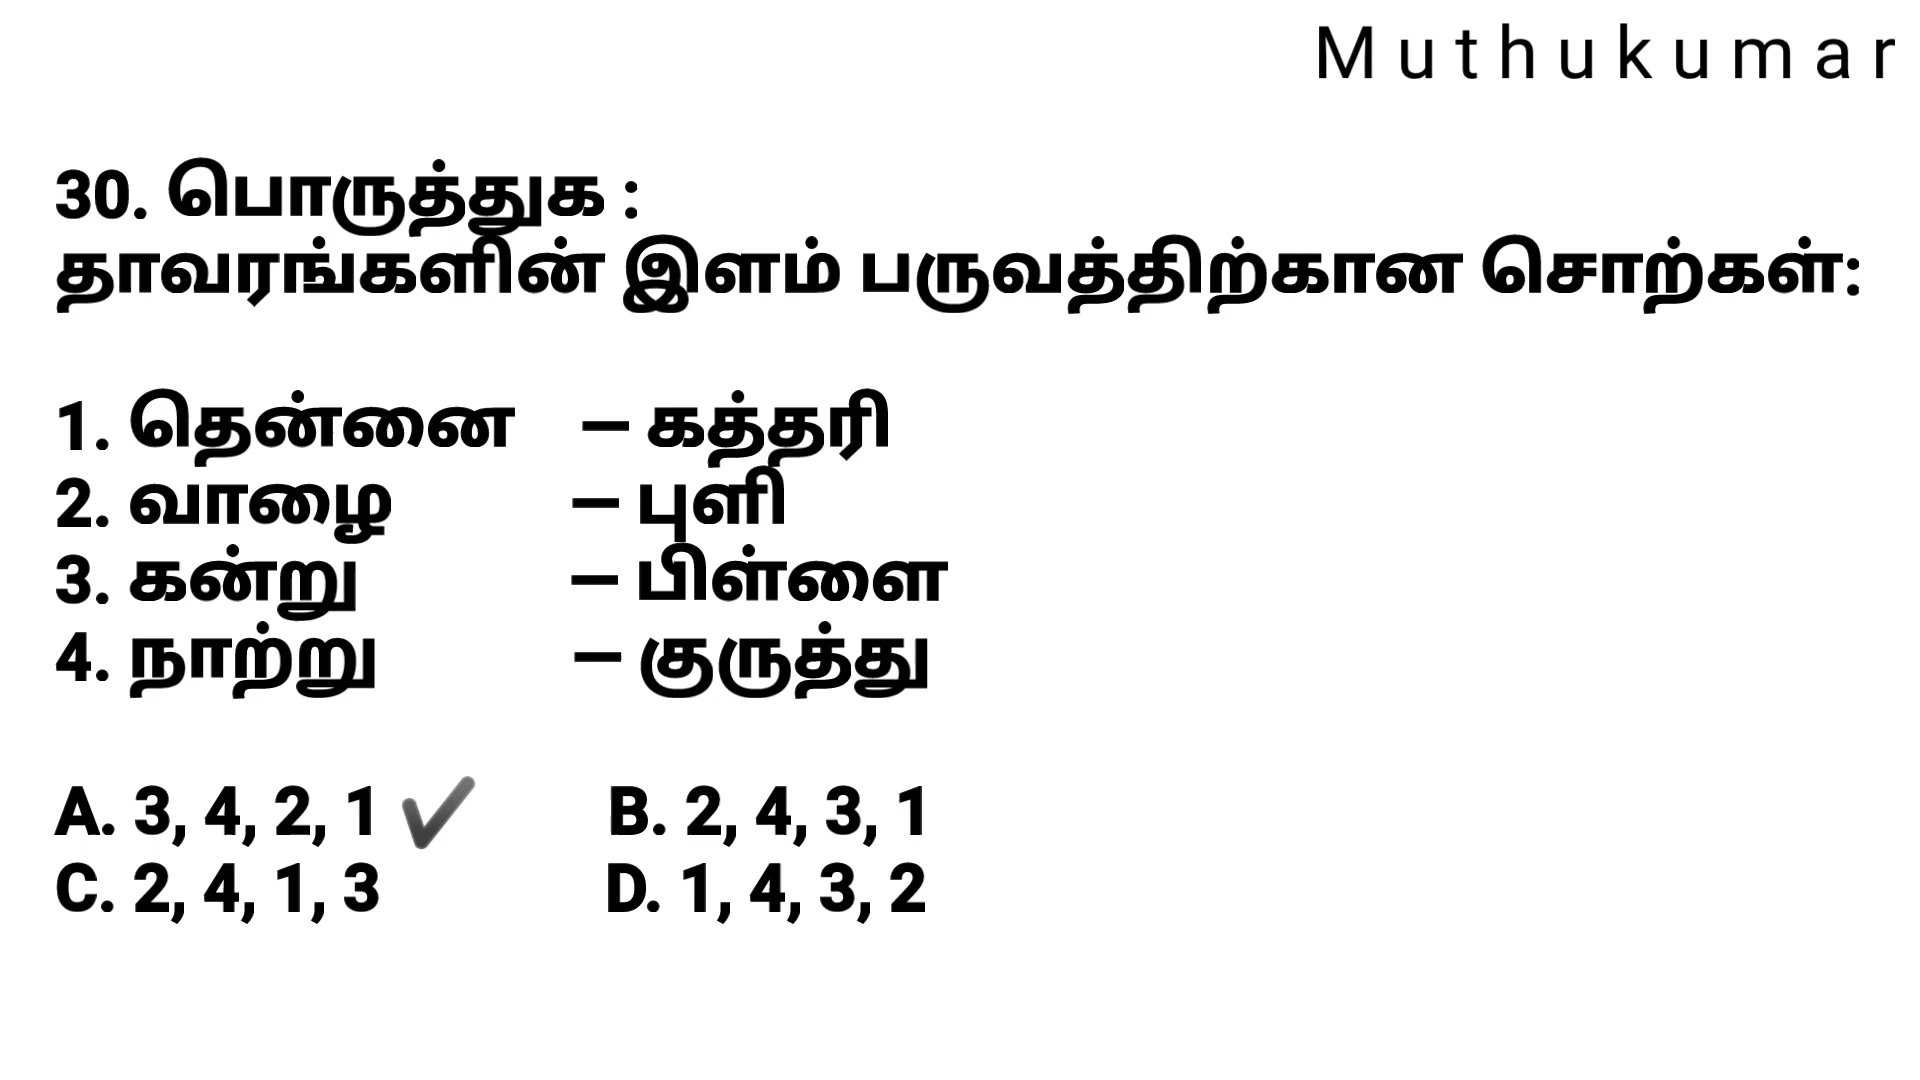 M u t h u k u m a r
30. பொருத்துக :
தாவரங்களின் இளம் பருவத்திற்கான சொற்கள்:
1. தென்னை – கத்தரி
2. வாழை – புளி
3. கன்று – பிள்ளை
4. நாற்று – குருத்து
A. 3, 4, 2, 1 ✔ B. 2, 4, 3, 1
C. 2, 4, 1, 3 D. 1, 4, 3, 2